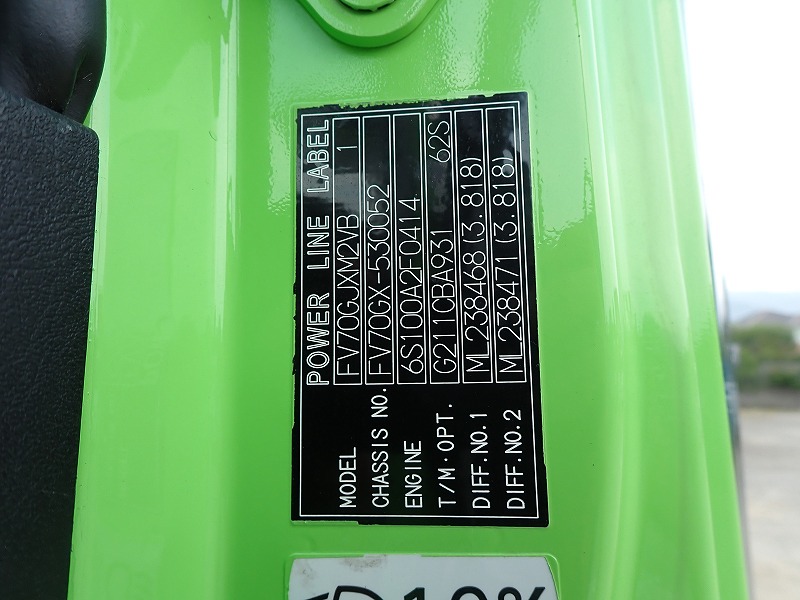 POWER LINE LABEL
MODEL FV70GJXM2VB 1
CHASSIS NO. FV70GX-530052
ENGINE 6S100A2F0414
T/M·OPT. G211CBA931 62S
DIFF.NO.1 ML238468(3.818)
DIFF.NO.2 ML238471(3.818)